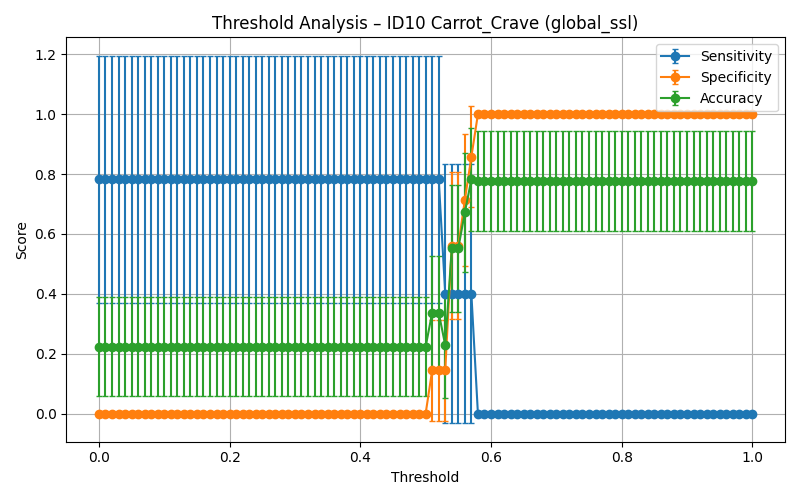 Threshold Analysis – ID10 Carrot_Crave (global_ssl)
Sensitivity
Specificity
Accuracy
1.2
1.0
0.8
0.6
0.4
0.2
0.0
Score
0.0 0.2 0.4 0.6 0.8 1.0
Threshold